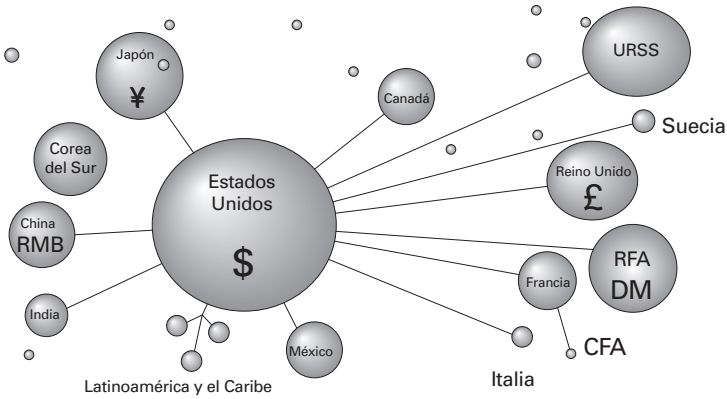 Japón
¥
Canadá
URSS
Suecia
Corea
del Sur
Estados
Unidos
$
Reino Unido
£
China
RMB
RFA
DM
Francia
India
México
CFA
Italia
Latinoamérica y el Caribe